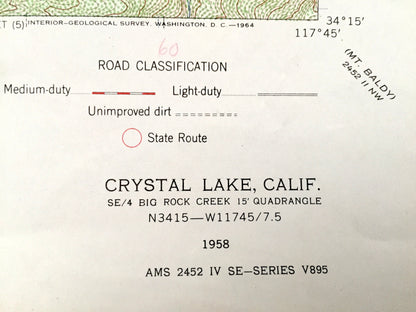 ET (5) INTERIOR—GEOLOGICAL SURVEY, WASHINGTON, D. C.—1964
34°15'
117°45'
60
(MT. BALDY)
2452 II NW
ROAD CLASSIFICATION
Medium-duty Light-duty
Unimproved dirt
State Route
CRYSTAL LAKE, CALIF.
SE/4 BIG ROCK CREEK 15' QUADRANGLE
N3415—W11745/7.5
1958
AMS 2452 IV SE—SERIES V895